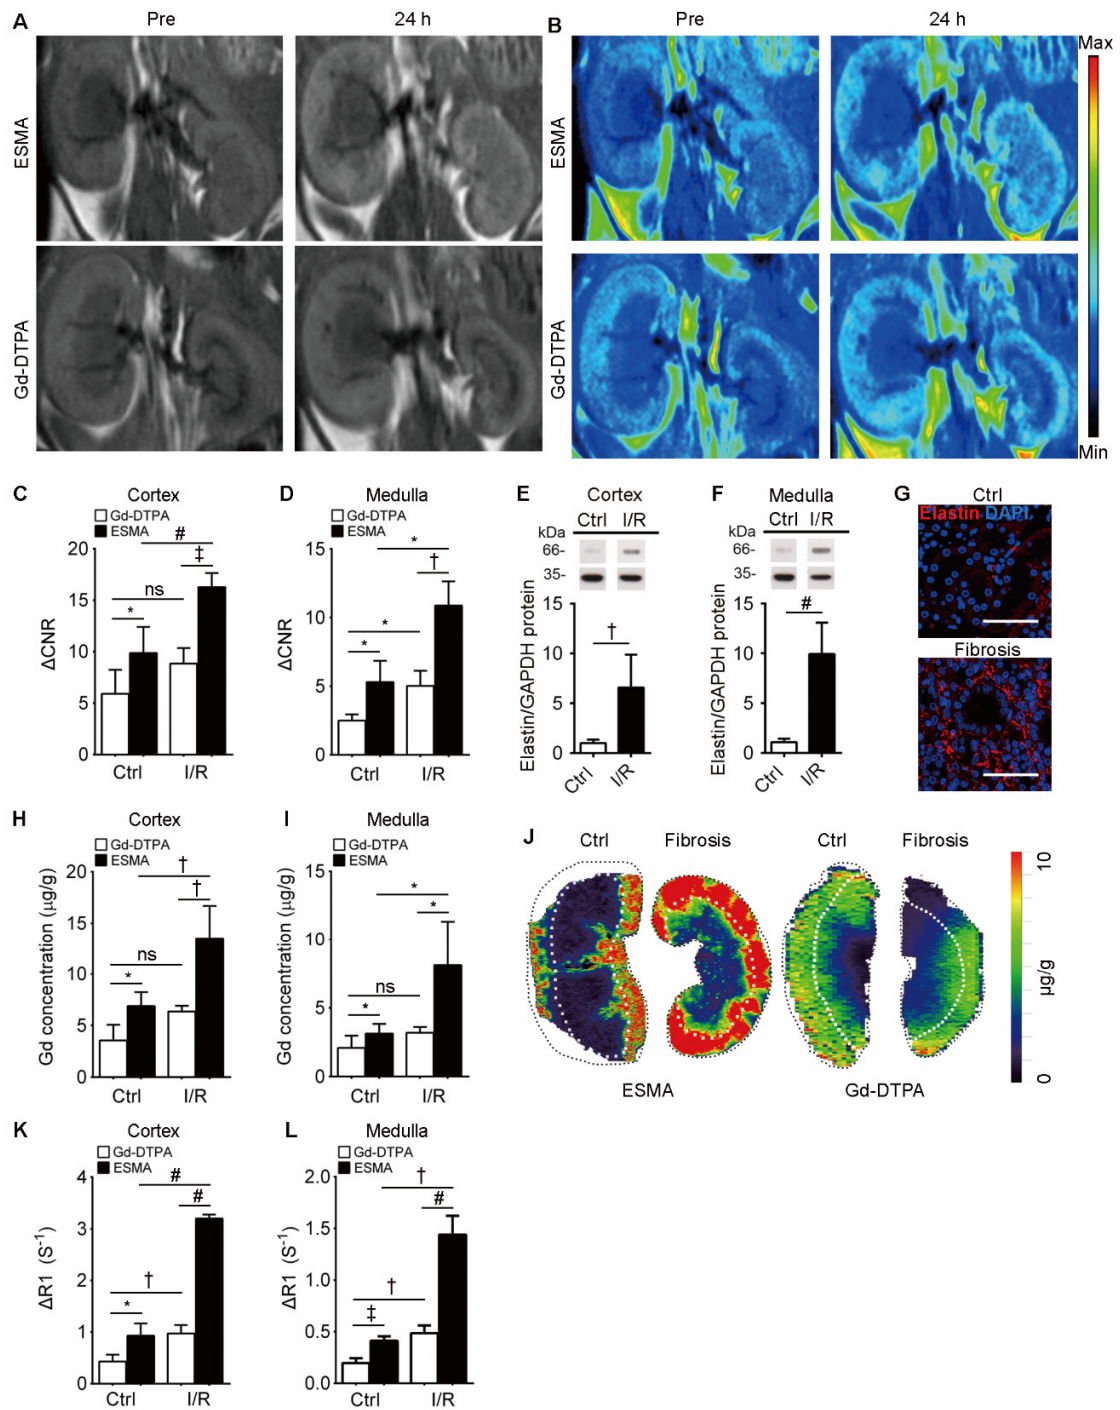 A
Pre
24 h
B
Pre
24 h
Max
ESMA
ESMA
Gd-DTPA
Gd-DTPA
Min
C
Cortex
Gd-DTPA
ESMA
ΔCNR
20
15
10
5
0
#
‡
ns
*
Ctrl
I/R
D
Medulla
Gd-DTPA
ESMA
ΔCNR
15
10
5
0
*
†
*
*
Ctrl
I/R
E
Cortex
kDa
Ctrl
I/R
66-
35-
Elastin/GAPDH protein
15
10
5
0
†
Ctrl
I/R
F
Medulla
kDa
Ctrl
I/R
66-
35-
Elastin/GAPDH protein
15
10
5
0
#
Ctrl
I/R
G
Ctrl
Elastin DAPI
Fibrosis
H
Cortex
Gd-DTPA
ESMA
Gd concentration (µg/g)
20
15
10
5
0
†
†
ns
*
Ctrl
I/R
I
Medulla
Gd-DTPA
ESMA
Gd concentration (µg/g)
15
10
5
0
*
*
ns
*
Ctrl
I/R
J
Ctrl
Fibrosis
Ctrl
Fibrosis
10
µg/g
0
ESMA
Gd-DTPA
K
Cortex
Gd-DTPA
ESMA
ΔR1 (S⁻¹)
4
3
2
1
0
#
#
†
*
Ctrl
I/R
L
Medulla
Gd-DTPA
ESMA
ΔR1 (S⁻¹)
2.0
1.5
1.0
0.5
0.0
†
#
†
‡
Ctrl
I/R